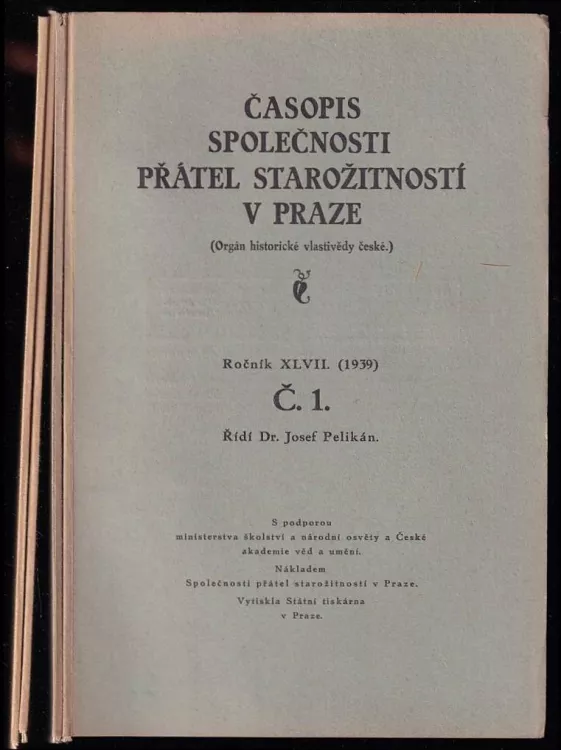 ČASOPIS
SPOLEČNOSTI
PŘÁTEL STAROŽITNOSTÍ
V PRAZE
(Orgán historické vlastivědy české.)
Ročník XLVII. (1939)
Č. 1.
Řídí Dr. Josef Pelikán.
S podporou
ministerstva školství a národní osvěty a České
akademie věd a umění.
Nákladem
Společnosti přátel starožitností v Praze.
Vytiskla Státní tiskárna
v Praze.